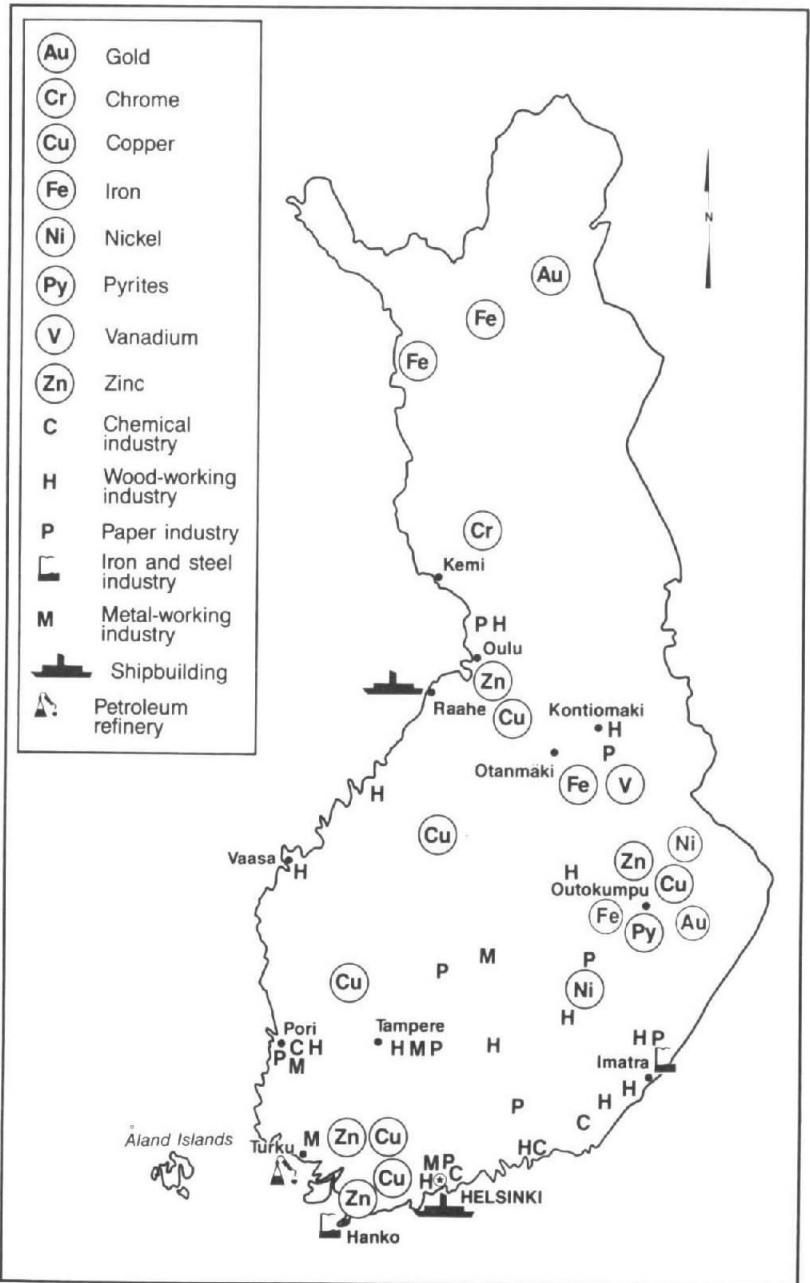 Au Gold
Cr Chrome
Cu Copper
Fe Iron
Ni Nickel
Py Pyrites
V Vanadium
Zn Zinc
C Chemical
industry
H Wood-working
industry
P Paper industry
Iron and steel
industry
M Metal-working
industry
Shipbuilding
Petroleum
refinery
N
Au
Fe
Fe
Cr
Kemi
P H
Oulu
Zn
Raahe
Cu
Kontiomaki
H
P
Otanmäki
Fe V
H
Cu
Vaasa
H
Ni
Zn
H
Cu
Outokumpu
Fe
Au
Py
M
P
P
Cu
Ni
H
Pori
C H
P
M
Tampere
H M P
H
H P
Imatra
H
H
P
C
H C
Åland Islands
Turku
M
Zn Cu
Cu
Zn
M P
C
H
HELSINKI
Hanko